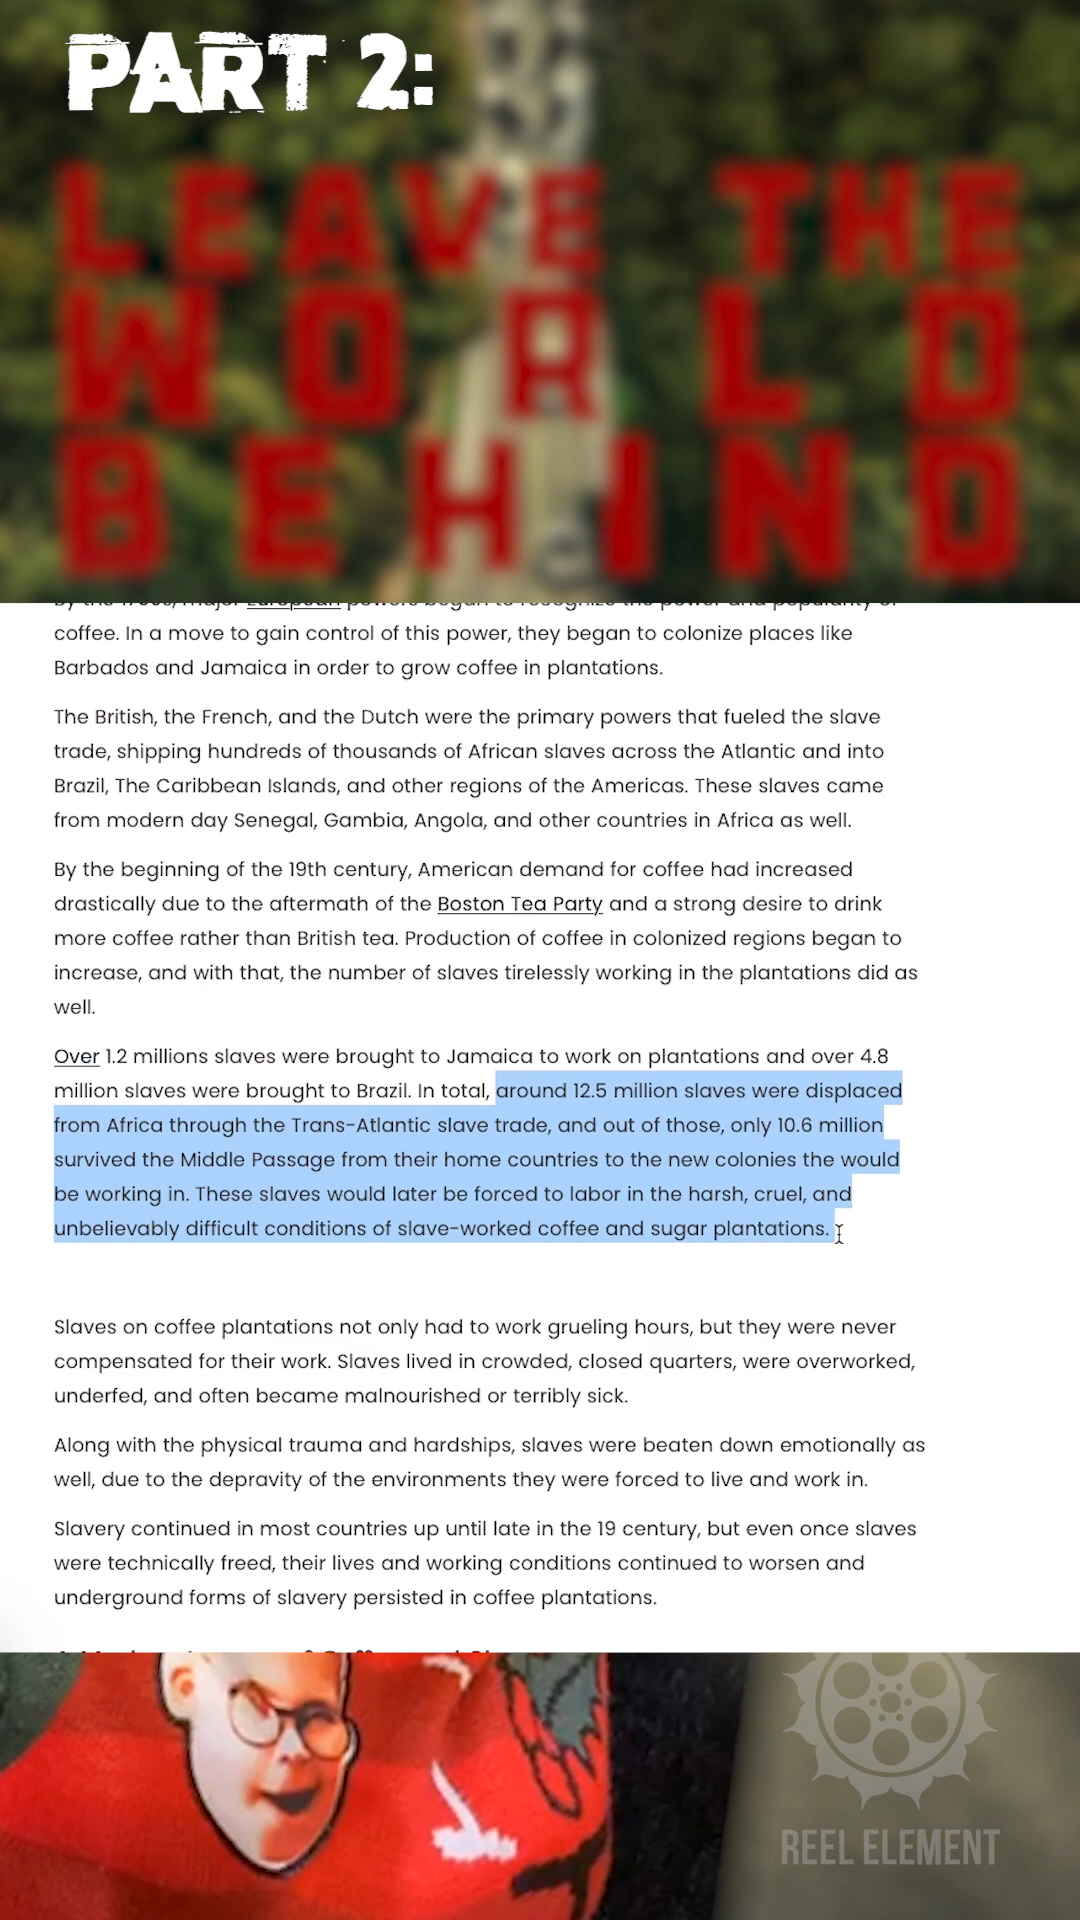 PART 2:
LEAVE THE
WORLD
BEHIND
By the 1700s, major European powers began to recognize the power and popularity of
coffee. In a move to gain control of this power, they began to colonize places like
Barbados and Jamaica in order to grow coffee in plantations.
The British, the French, and the Dutch were the primary powers that fueled the slave
trade, shipping hundreds of thousands of African slaves across the Atlantic and into
Brazil, The Caribbean Islands, and other regions of the Americas. These slaves came
from modern day Senegal, Gambia, Angola, and other countries in Africa as well.
By the beginning of the 19th century, American demand for coffee had increased
drastically due to the aftermath of the Boston Tea Party and a strong desire to drink
more coffee rather than British tea. Production of coffee in colonized regions began to
increase, and with that, the number of slaves tirelessly working in the plantations did as
well.
Over 1.2 millions slaves were brought to Jamaica to work on plantations and over 4.8
million slaves were brought to Brazil. In total, around 12.5 million slaves were displaced
from Africa through the Trans-Atlantic slave trade, and out of those, only 10.6 million
survived the Middle Passage from their home countries to the new colonies the would
be working in. These slaves would later be forced to labor in the harsh, cruel, and
unbelievably difficult conditions of slave-worked coffee and sugar plantations.
Slaves on coffee plantations not only had to work grueling hours, but they were never
compensated for their work. Slaves lived in crowded, closed quarters, were overworked,
underfed, and often became malnourished or terribly sick.
Along with the physical trauma and hardships, slaves were beaten down emotionally as
well, due to the depravity of the environments they were forced to live and work in.
Slavery continued in most countries up until late in the 19 century, but even once slaves
were technically freed, their lives and working conditions continued to worsen and
underground forms of slavery persisted in coffee plantations.
REEL ELEMENT